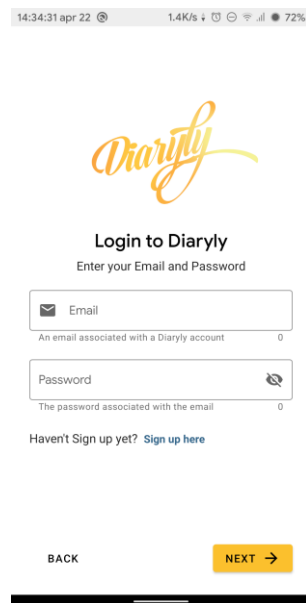 14:34:31 apr 22 1.4K/s 72%
Diaryly
Login to Diaryly
Enter your Email and Password
Email
An email associated with a Diaryly account 0
Password
The password associated with the email 0
Haven't Sign up yet? Sign up here
BACK NEXT